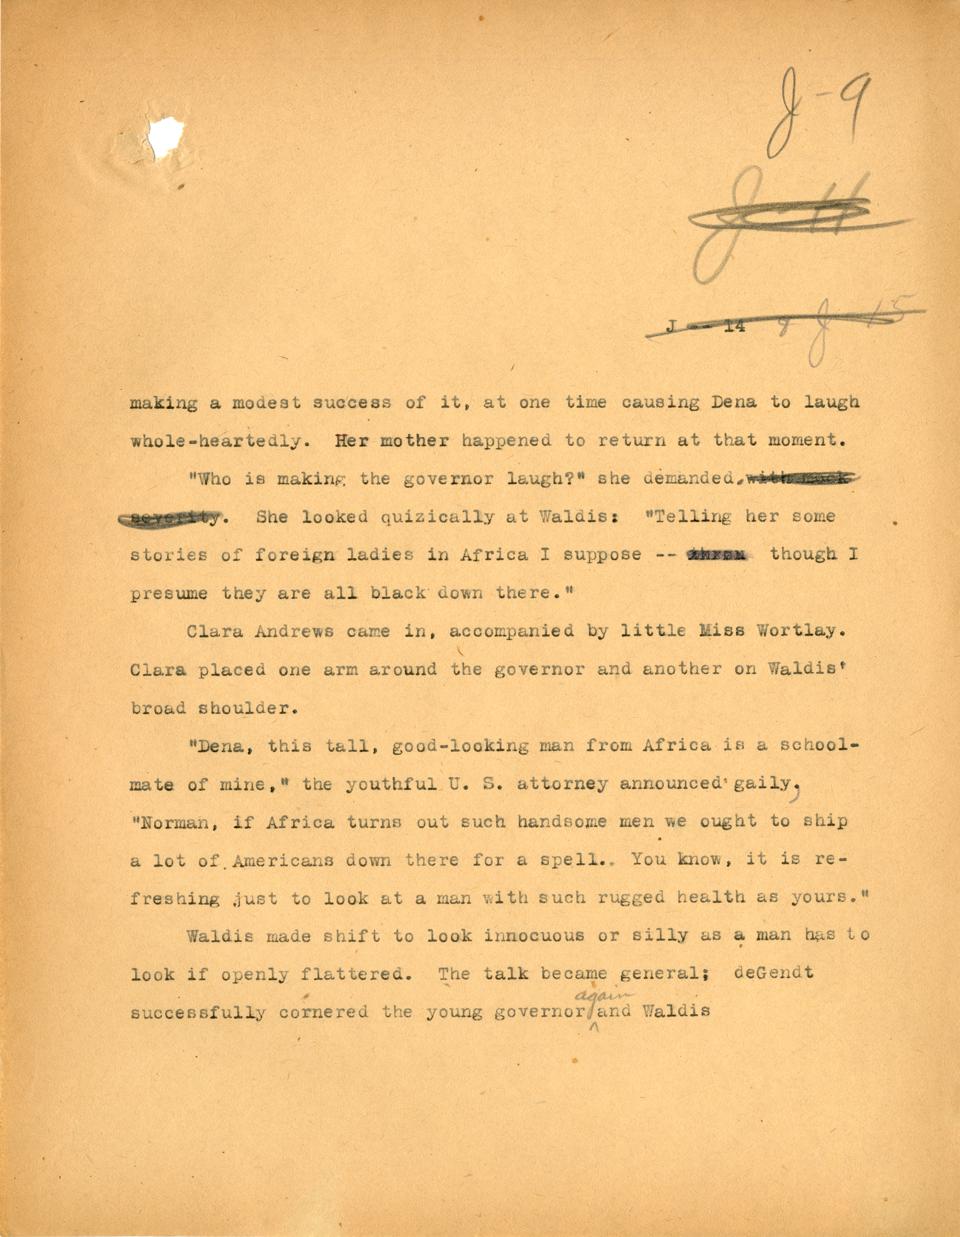 J-9
J-11
J -- 14 & J 15
making a modest success of it, at one time causing Dena to laugh
whole-heartedly. Her mother happened to return at that moment.
"Who is making the governor laugh?" she demanded. with mock
severity. She looked quizically at Waldis: "Telling her some
stories of foreign ladies in Africa I suppose -- though I
presume they are all black down there."
Clara Andrews came in, accompanied by little Miss Wortlay.
Clara placed one arm around the governor and another on Waldis'
broad shoulder.
"Dena, this tall, good-looking man from Africa is a school-
mate of mine," the youthful U. S. attorney announced gaily,
"Norman, if Africa turns out such handsome men we ought to ship
a lot of Americans down there for a spell. You know, it is re-
freshing just to look at a man with such rugged health as yours."
Waldis made shift to look innocuous or silly as a man has to
look if openly flattered. The talk became general; deGendt
again
successfully cornered the young governor and Waldis